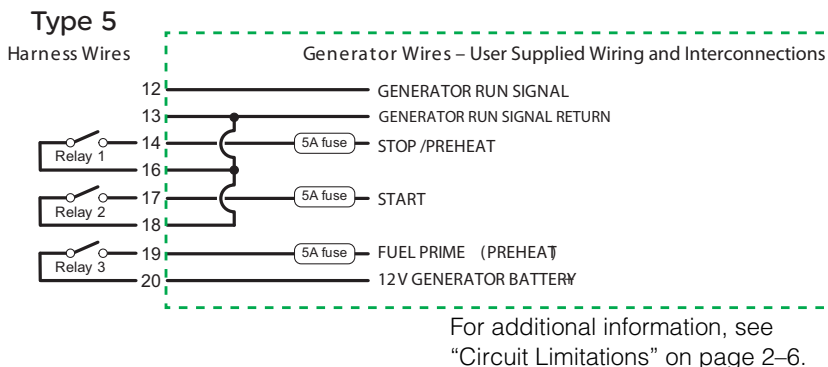 Type 5
Harness Wires
Generator Wires – User Supplied Wiring and Interconnections
12 GENERATOR RUN SIGNAL
13 GENERATOR RUN SIGNAL RETURN
14 5A fuse STOP /PREHEAT
Relay 1
16
17 5A fuse START
Relay 2
18
19 5A fuse FUEL PRIME (PREHEAT)
Relay 3
20 12V GENERATOR BATTERY+
For additional information, see
“Circuit Limitations” on page 2–6.